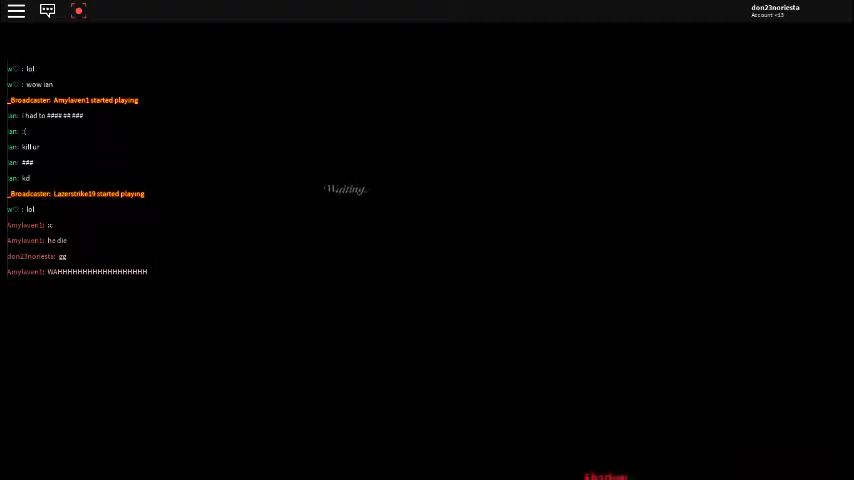 don23noriesta
Account: <13
w♡ : lol
w♡ : wow ian
_Broadcaster: Amylaven1 started playing
Ian: i had to #### ## ###
Ian: :(
Ian: kill ur
Ian: ###
Ian: kd
_Broadcaster: Lazerstrike19 started playing
w♡ : lol
Amylaven1: :c
Amylaven1: he die
don23noriesta: gg
Amylaven1: WAHHHHHHHHHHHHHHHHHH
Waiting..